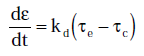 dε/dt = k_d(τ_e − τ_c)